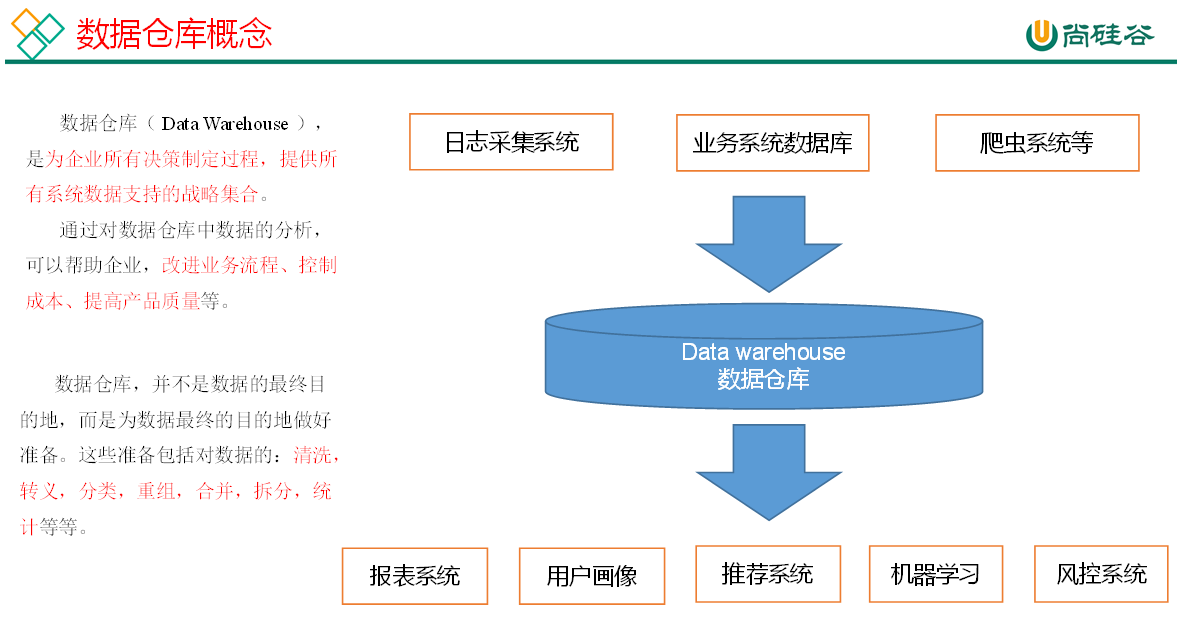 数据仓库概念
尚硅谷
数据仓库（ Data Warehouse ），
是为企业所有决策制定过程，提供所
有系统数据支持的战略集合。
通过对数据仓库中数据的分析，
可以帮助企业，改进业务流程、控制
成本、提高产品质量等。
数据仓库，并不是数据的最终目
的地，而是为数据最终的目的地做好
准备。这些准备包括对数据的：清洗，
转义，分类，重组，合并，拆分，统
计等等。
日志采集系统
业务系统数据库
爬虫系统等
Data warehouse
数据仓库
报表系统
用户画像
推荐系统
机器学习
风控系统